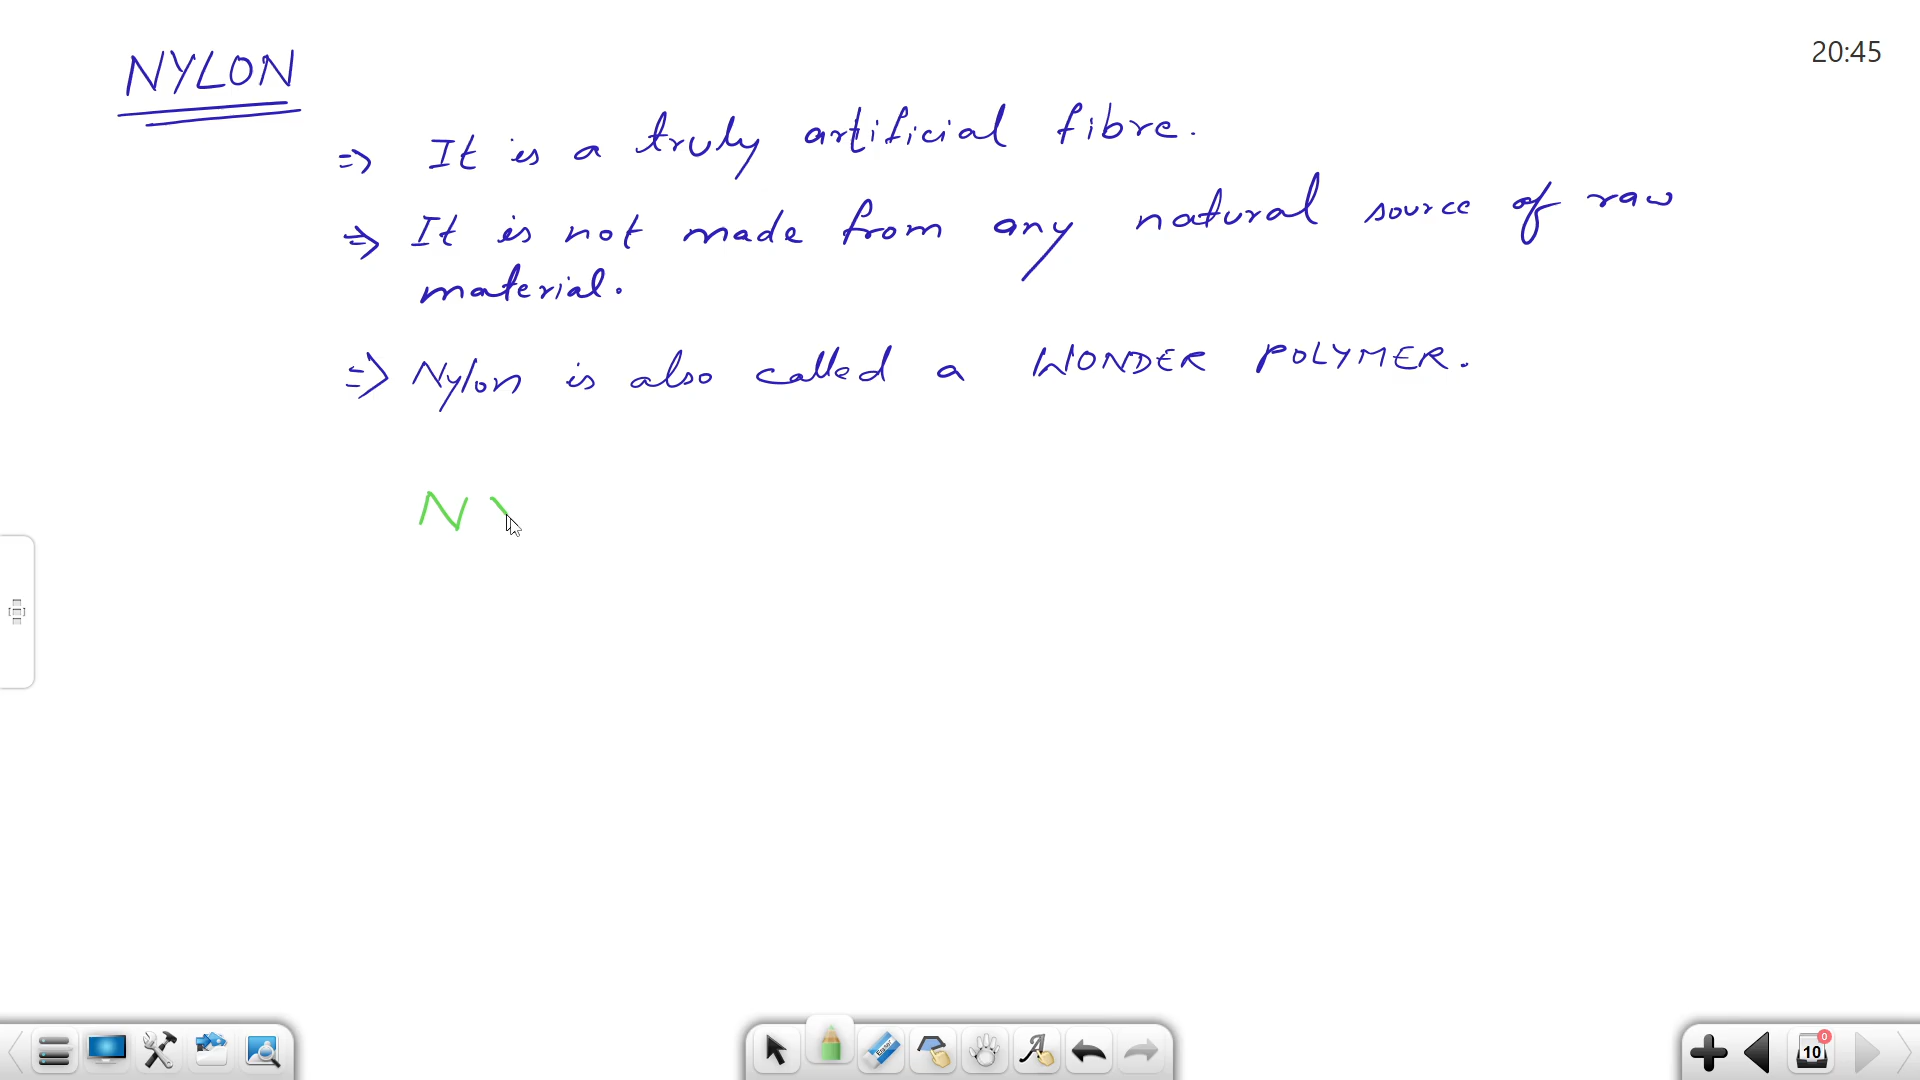 NYLON
20:45
=> It is a truly artificial fibre.
=> It is not made from any natural source of raw
material.
=> Nylon is also called a WONDER POLYMER.
N
10
0